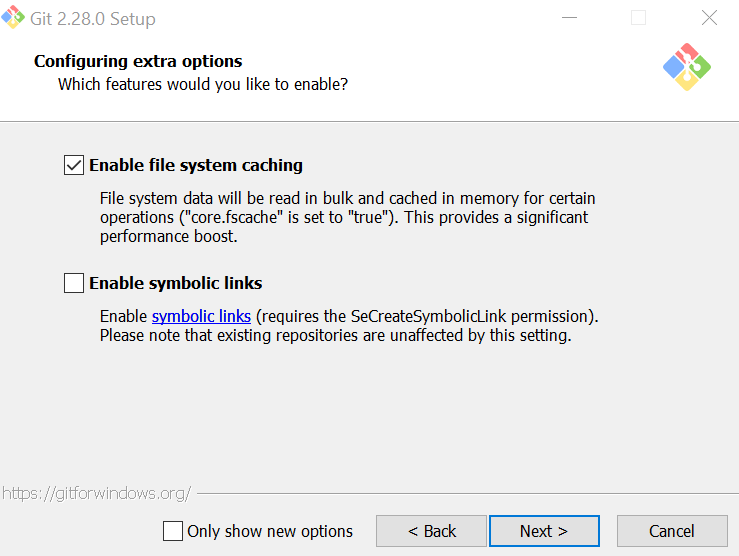 Git 2.28.0 Setup
Configuring extra options
Which features would you like to enable?
Enable file system caching
File system data will be read in bulk and cached in memory for certain
operations ("core.fscache" is set to "true"). This provides a significant
performance boost.
Enable symbolic links
Enable symbolic links (requires the SeCreateSymbolicLink permission).
Please note that existing repositories are unaffected by this setting.
https://gitforwindows.org/
Only show new options
< Back
Next >
Cancel